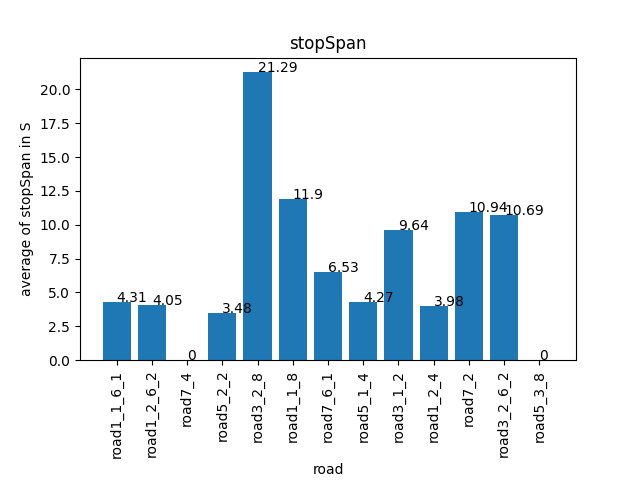 stopSpan
average of stopSpan in S
20.0
17.5
15.0
12.5
10.0
7.5
5.0
2.5
0.0
4.31
4.05
0
3.48
21.29
11.9
6.53
4.27
9.64
3.98
10.94
10.69
0
road1_1_6_1
road1_2_6_2
road7_4
road5_2_2
road3_2_8
road1_1_8
road7_6_1
road5_1_4
road3_1_2
road1_2_4
road7_2
road3_2_6_2
road5_3_8
road